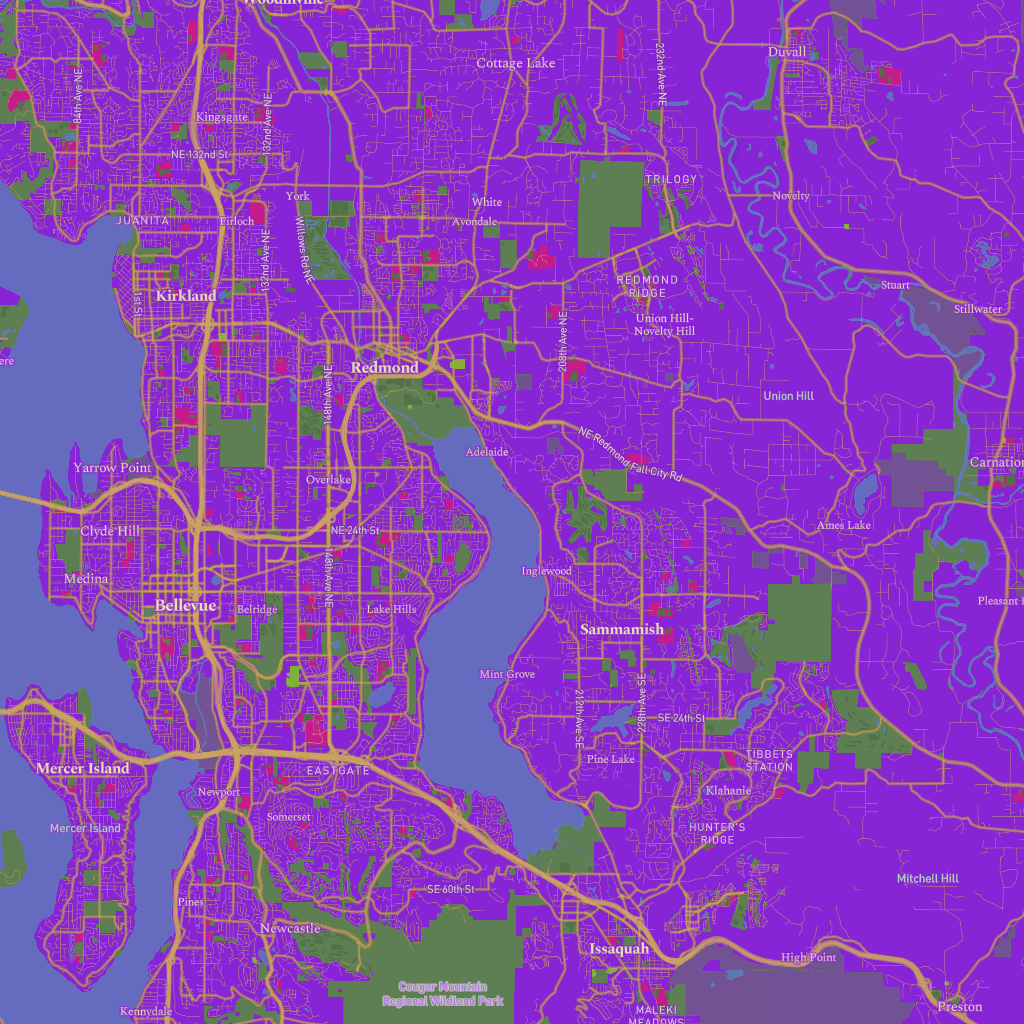 Woodinville
Duvall
Cottage Lake
84th Ave NE
232nd Ave NE
132nd Ave NE
Kingsgate
NE 132nd St
TRILOGY
York
White
Novelty
JUANITA
Firloch
Avondale
Willows Rd NE
132nd Ave NE
REDMOND
RIDGE
Stuart
Kirkland
1st St
Stillwater
Union Hill-
Novelty Hill
208th Ave NE
ere
Redmond
148th Ave NE
Union Hill
NE Redmond Fall City Rd
Adelaide
Yarrow Point
Carnation
Overlake
Clyde Hill
NE 24th St
Ames Lake
Medina
148th Ave NE
Inglewood
Bellevue
Belridge
Lake Hills
Pleasant H
Sammamish
Mint Grove
212th Ave SE
228th Ave SE
SE 24th St
Mercer Island
EASTGATE
Pine Lake
TIBBETS
STATION
Newport
Klahanie
Somerset
Mercer Island
HUNTER'S
RIDGE
SE 60th St
Mitchell Hill
Pines
Newcastle
Issaquah
High Point
Cougar Mountain
Regional Wildland Park
Kennydale
MALEKI
MEADOWS
Preston